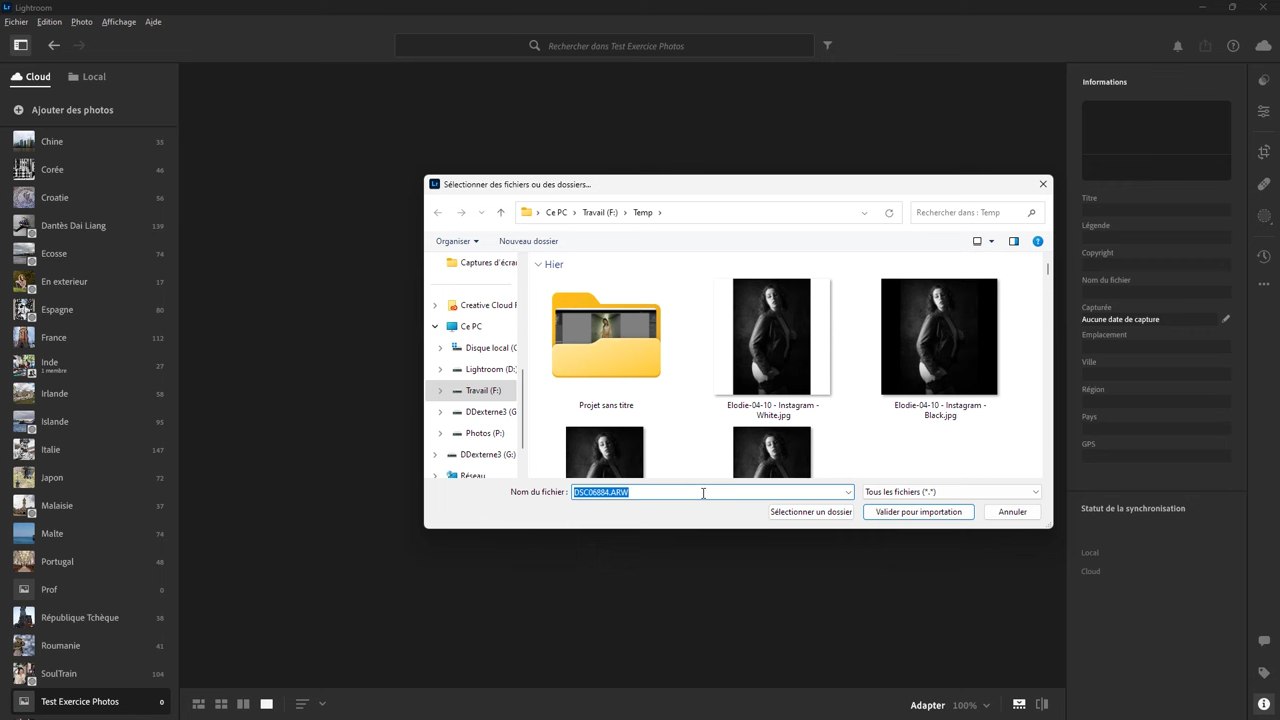 Lr Lightroom
Fichier Edition Photo Affichage Aide
Rechercher dans Test Exercice Photos
Cloud Local
Ajouter des photos
Chine 35
Corée 46
Croatie 56
Dantès Dai Liang 139
Ecosse
En exterieur 17
Espagne 80
France 112
Inde
1 membre 171
Irlande
Islande 93
Italie 147
Japon
Malaisie 37
Malte 74
Portugal 48
Prof 0
République Tchèque 38
Roumanie 41
SoulTrain 104
Test Exercice Photos 0
Lr Sélectionner des fichiers ou des dossiers...
Ce PC Travail (F:) Temp
Rechercher dans : Temp
Organiser Nouveau dossier
Captures d'écra
Creative Cloud F
Ce PC
Disque local (C
Lightroom (D:
Travail (F:)
DDexterne3 (G
Photos (P:)
DDexterne3 (G:)
Réseau
Hier
Projet sans titre
Elodie-04-10 - Instagram -
White.jpg
Elodie-04-10 - Instagram -
Black.jpg
Nom du fichier : DSC06884.ARW
Tous les fichiers (*.*)
Sélectionner un dossier Valider pour importation Annuler
Informations
Titre
Légende
Copyright
Nom du fichier
Capturée
Aucune date de capture
Emplacement
Ville
Région
Pays
GPS
Statut de la synchronisation
Local
Cloud
Adapter 100%